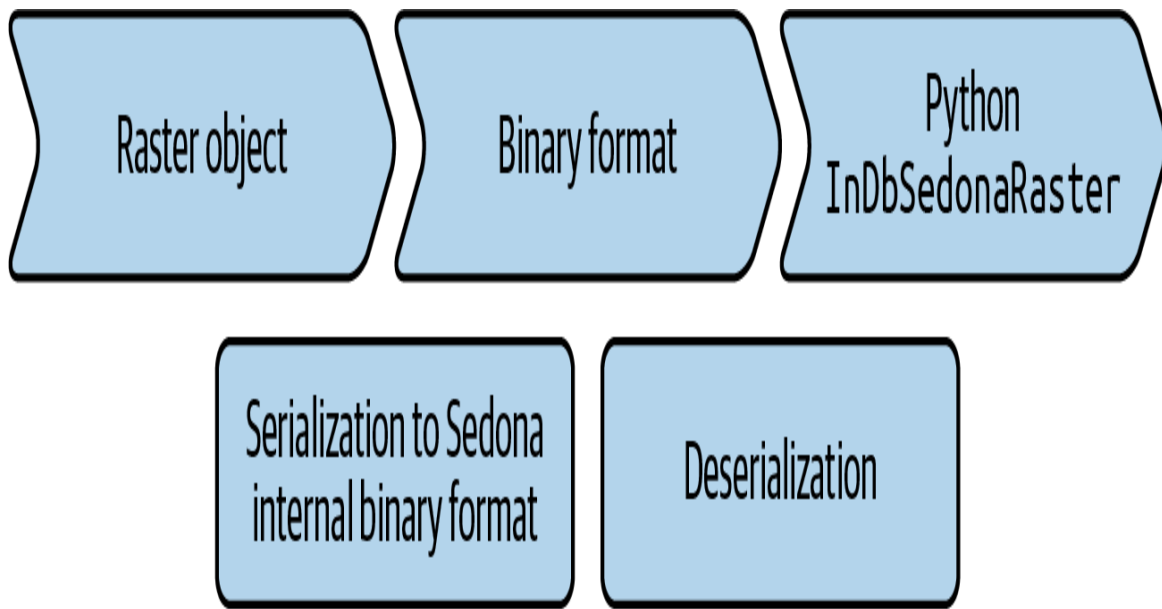 Raster object
Binary format
Python
InDbSedonaRaster
Serialization to Sedona
internal binary format
Deserialization